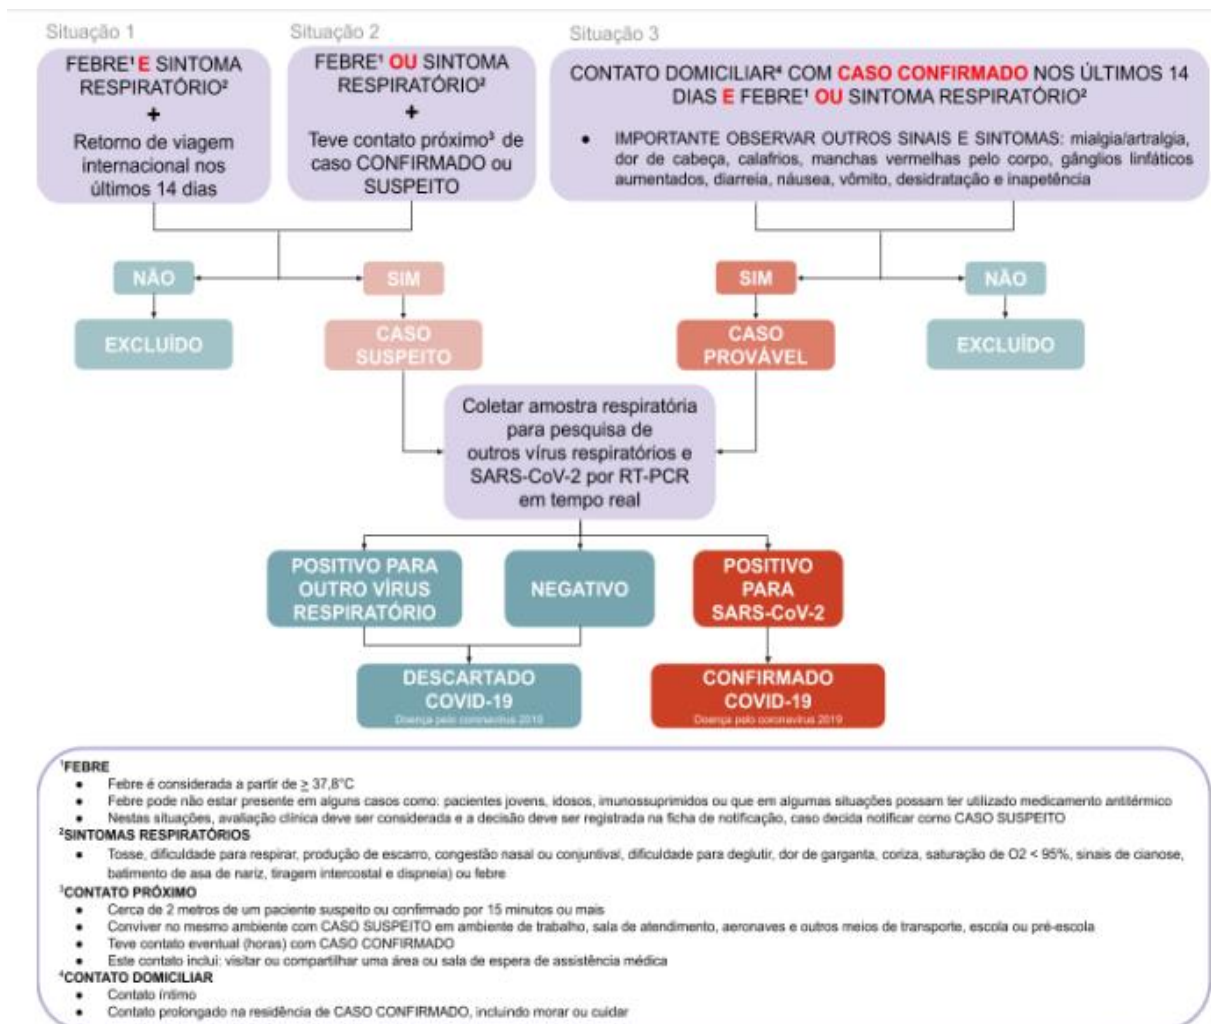 Situação 1
FEBRE¹ E SINTOMA
RESPIRATÓRIO²
+
Retorno de viagem
internacional nos
últimos 14 dias
Situação 2
FEBRE¹ OU SINTOMA
RESPIRATÓRIO²
+
Teve contato próximo³ de
caso CONFIRMADO ou
SUSPEITO
Situação 3
CONTATO DOMICILIAR⁴ COM CASO CONFIRMADO NOS ÚLTIMOS 14
DIAS E FEBRE¹ OU SINTOMA RESPIRATÓRIO²
● IMPORTANTE OBSERVAR OUTROS SINAIS E SINTOMAS: mialgia/artralgia,
dor de cabeça, calafrios, manchas vermelhas pelo corpo, gânglios linfáticos
aumentados, diarreia, náusea, vômito, desidratação e inapetência
NÃO
SIM
SIM
NÃO
EXCLUÍDO
CASO
SUSPEITO
CASO
PROVÁVEL
EXCLUÍDO
Coletar amostra respiratória
para pesquisa de
outros vírus respiratórios e
SARS-CoV-2 por RT-PCR
em tempo real
POSITIVO PARA
OUTRO VÍRUS
RESPIRATÓRIO
NEGATIVO
POSITIVO
PARA
SARS-CoV-2
DESCARTADO
COVID-19
Doença pelo coronavírus 2019
CONFIRMADO
COVID-19
Doença pelo coronavírus 2019
¹FEBRE
● Febre é considerada a partir de ≥ 37,8°C
● Febre pode não estar presente em alguns casos como: pacientes jovens, idosos, imunossuprimidos ou que em algumas situações possam ter utilizado medicamento antitérmico
● Nestas situações, avaliação clínica deve ser considerada e a decisão deve ser registrada na ficha de notificação, caso decida notificar como CASO SUSPEITO
²SINTOMAS RESPIRATÓRIOS
● Tosse, dificuldade para respirar, produção de escarro, congestão nasal ou conjuntival, dificuldade para deglutir, dor de garganta, coriza, saturação de O2 < 95%, sinais de cianose,
batimento de asa de nariz, tiragem intercostal e dispneia) ou febre
³CONTATO PRÓXIMO
● Cerca de 2 metros de um paciente suspeito ou confirmado por 15 minutos ou mais
● Conviver no mesmo ambiente com CASO SUSPEITO em ambiente de trabalho, sala de atendimento, aeronaves e outros meios de transporte, escola ou pré-escola
● Teve contato eventual (horas) com CASO CONFIRMADO
● Este contato inclui: visitar ou compartilhar uma área ou sala de espera de assistência médica
⁴CONTATO DOMICILIAR
● Contato íntimo
● Contato prolongado na residência de CASO CONFIRMADO, incluindo morar ou cuidar